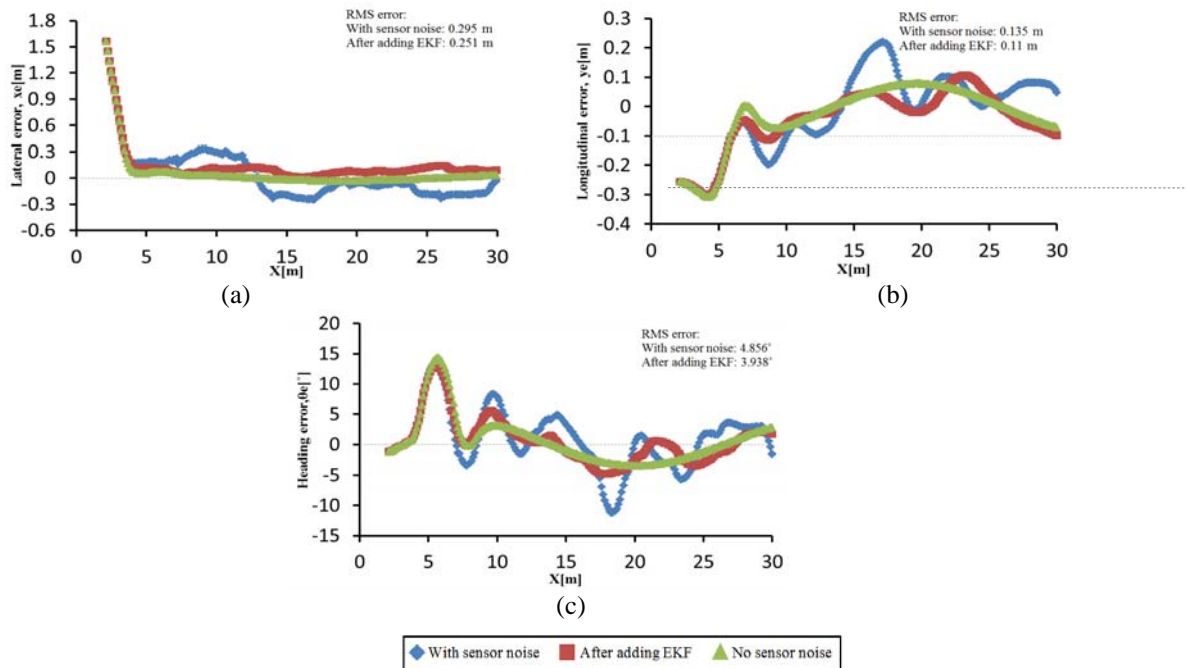 1.8
1.5
1.2
0.9
0.6
0.3
0
-0.3
-0.6
Lateral error, xe[m]
RMS error:
With sensor noise: 0.295 m
After adding EKF: 0.251 m
0 5 10 15 20 25 30
X[m]
(a)
0.3
0.2
0.1
0
-0.1
-0.2
-0.3
-0.4
Longitudinal error, ye[m]
RMS error:
With sensor noise: 0.135 m
After adding EKF: 0.11 m
0 5 10 15 20 25 30
X[m]
(b)
20
15
10
5
0
-5
-10
-15
Heading error,θe[°]
RMS error:
With sensor noise: 4.856°
After adding EKF: 3.938°
0 5 10 15 20 25 30
X[m]
(c)
With sensor noise After adding EKF No sensor noise